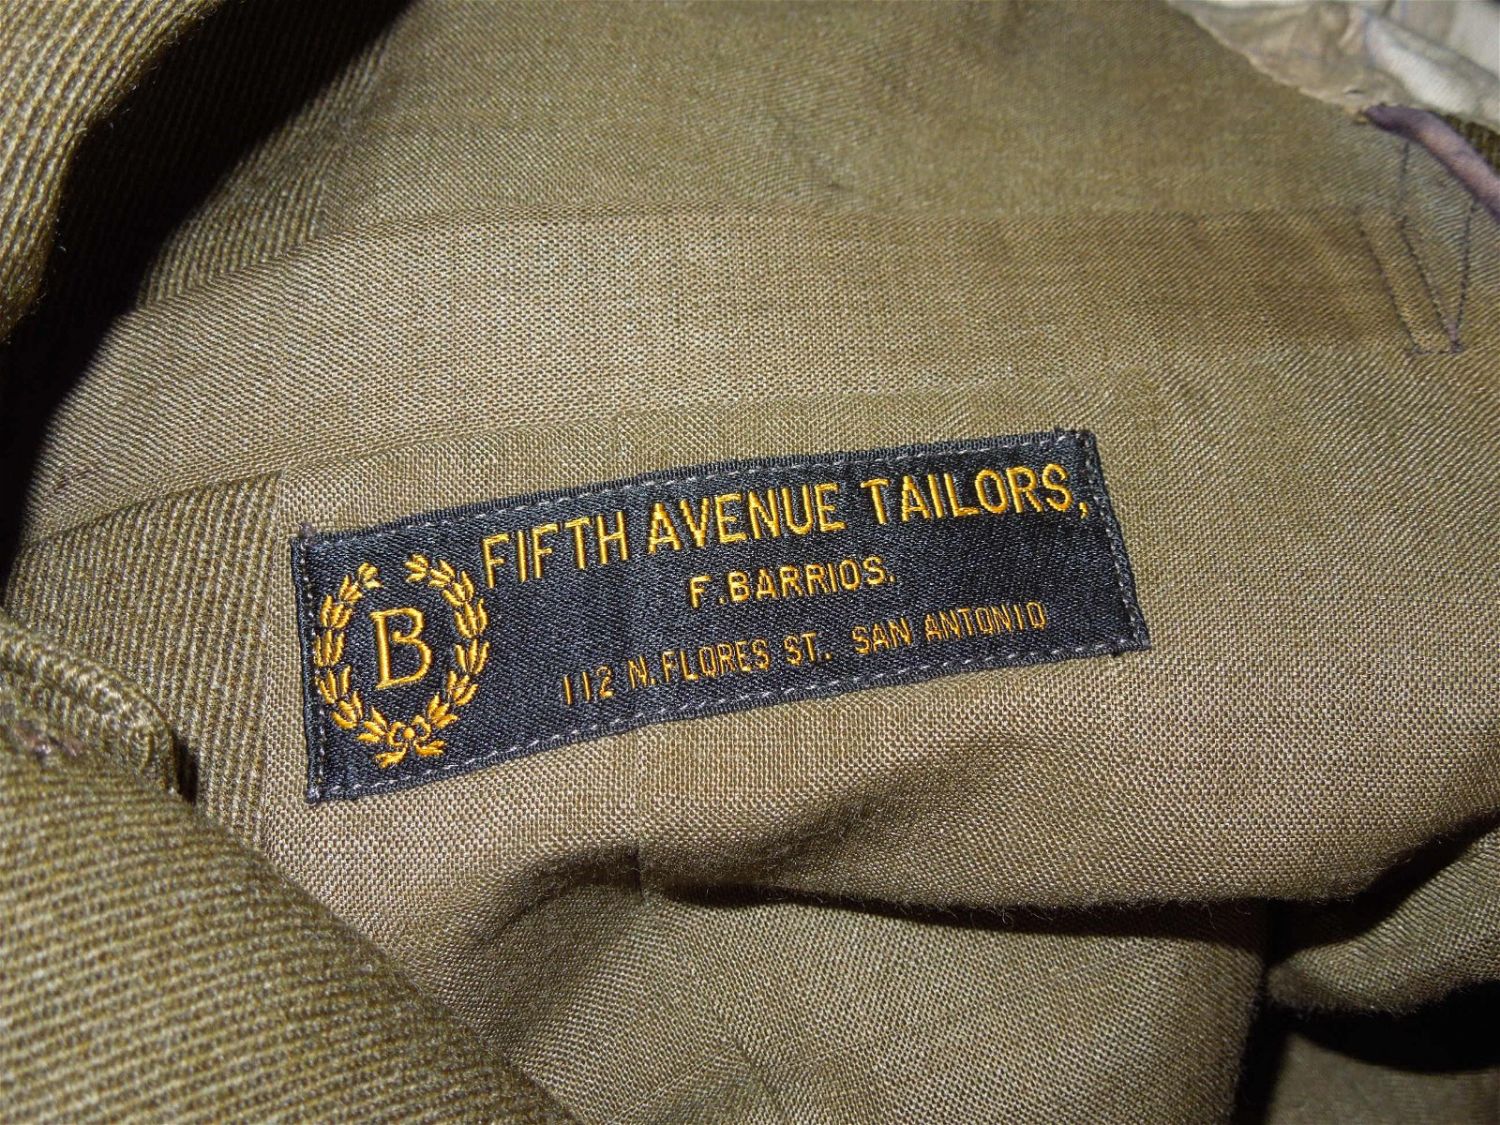 B
FIFTH AVENUE TAILORS,
F. BARRIOS.
112 N. FLORES ST. SAN ANTONIO